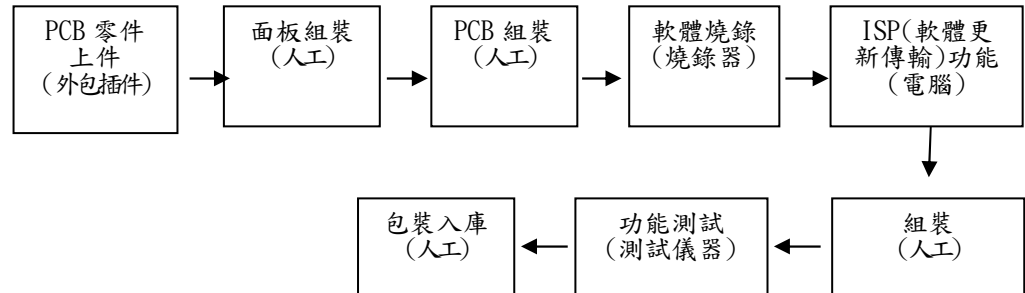 PCB 零件
上件
(外包插件)
面板組裝
(人工)
PCB 組裝
(人工)
軟體燒錄
(燒錄器)
ISP(軟體更
新傳輸)功能
(電腦)
組裝
(人工)
功能測試
(測試儀器)
包裝入庫
(人工)